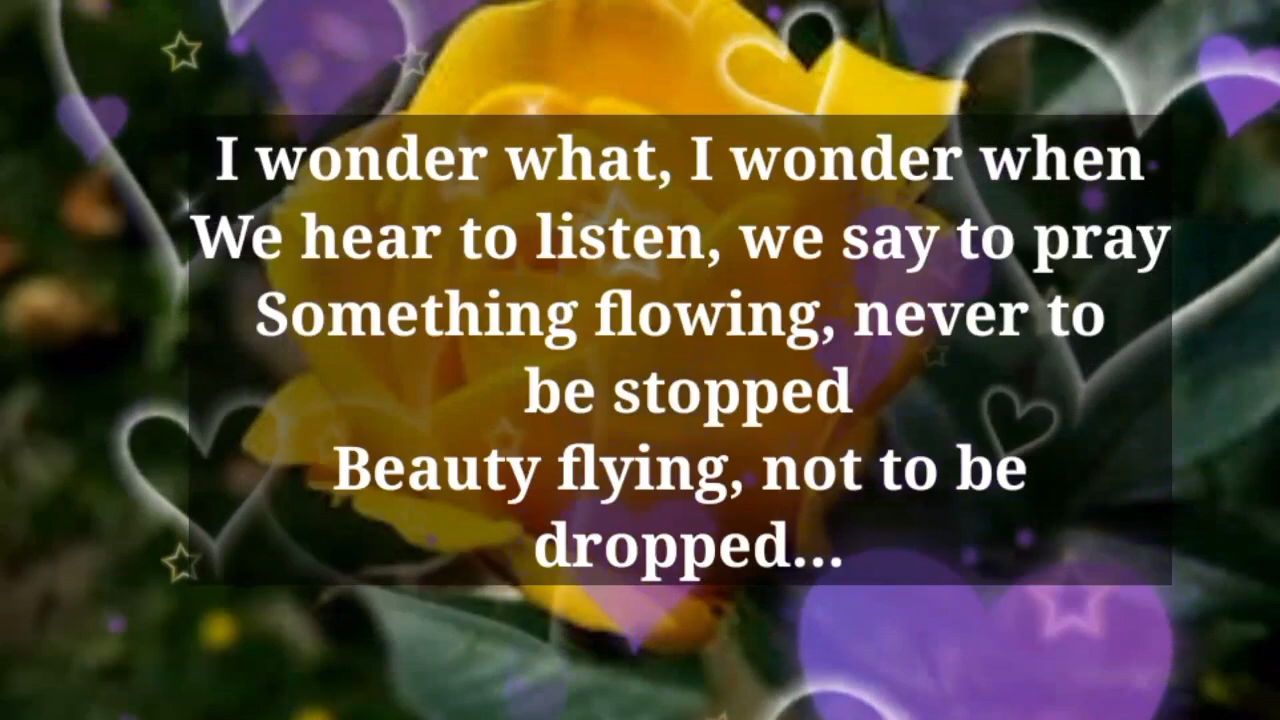 I wonder what, I wonder when
We hear to listen, we say to pray
Something flowing, never to
be stopped
Beauty flying, not to be
dropped...